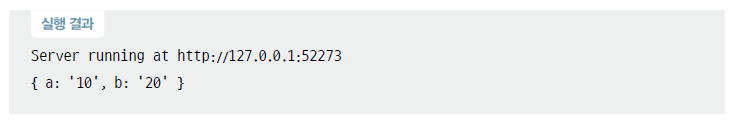 실행 결과
Server running at http://127.0.0.1:52273
{ a: '10', b: '20' }